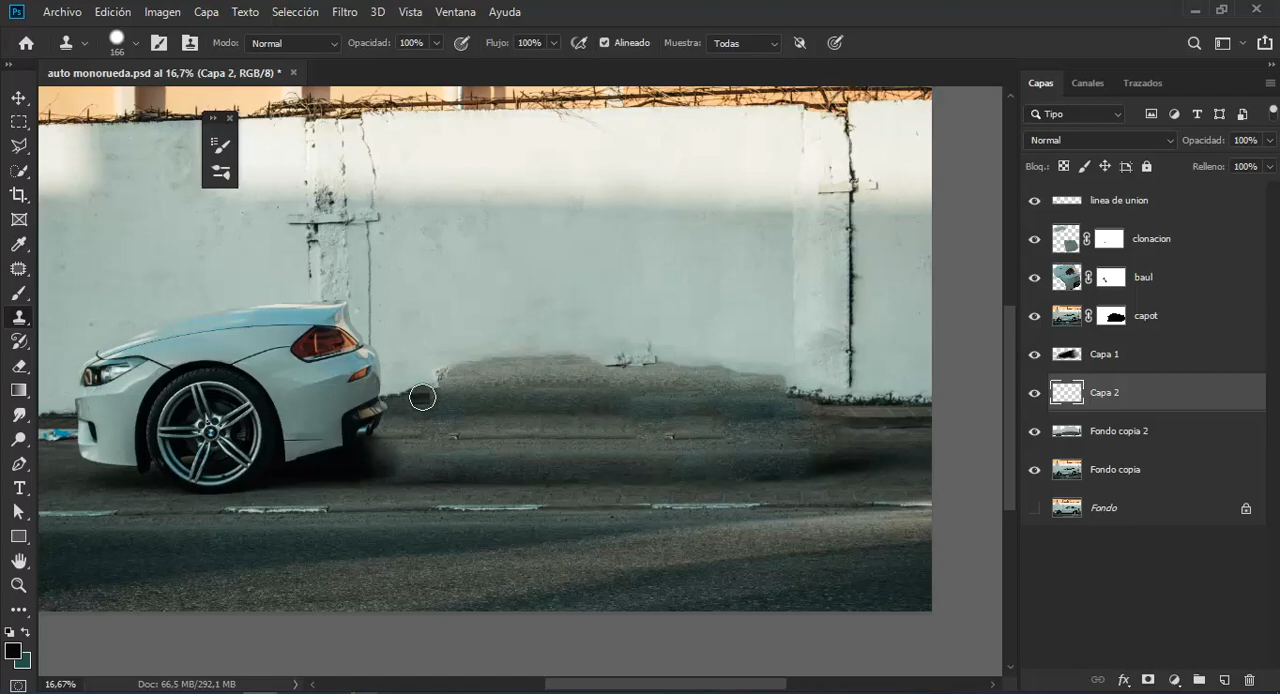 Ps Archivo Edición Imagen Capa Texto Selección Filtro 3D Vista Ventana Ayuda
166 Modo: Normal Opacidad: 100% Flujo: 100% Alineado Muestra: Todas
auto monorueda.psd al 16,7% (Capa 2, RGB/8) * ×
Capas Canales Trazados
Tipo
Normal Opacidad: 100%
Bloq.: Relleno: 100%
linea de union
clonacion
baul
capot
Capa 1
Capa 2
Fondo copia 2
Fondo copia
Fondo
16,67% Doc: 66,5 MB/292,1 MB